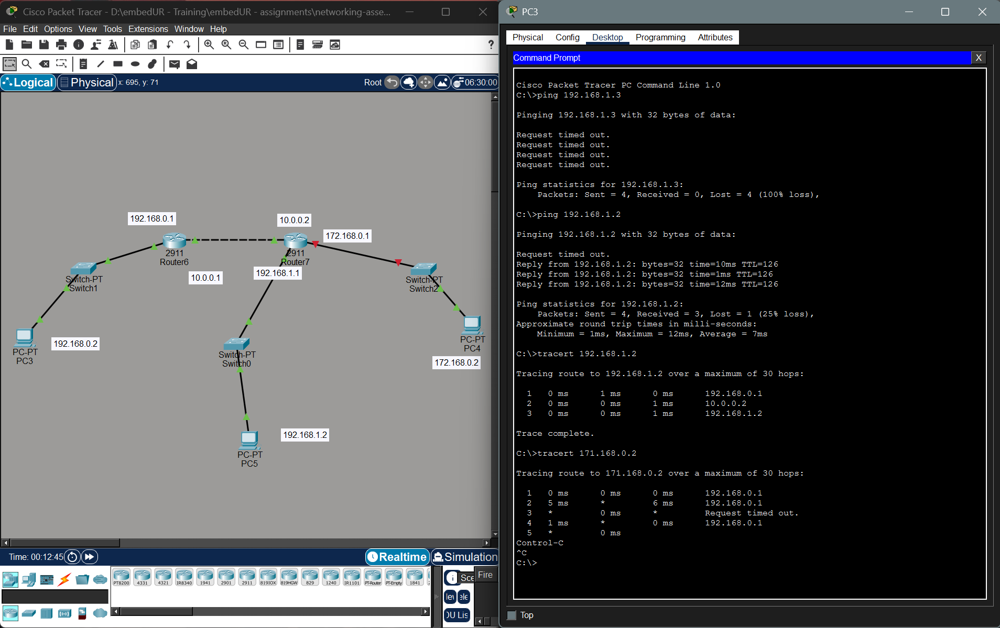 Cisco Packet Tracer - D:\embedUR - Training\embedUR - assignments\networking-asse...
File Edit Options View Tools Extensions Window Help
?
Logical Physical x: 695, y: 71
Root 06:30:00
192.168.0.1
10.0.0.2
172.168.0.1
2911
Router6
2911
Router7
10.0.0.1
192.168.1.1
Switch-PT
Switch1
Switch-PT
Switch2
192.168.0.2
PC-PT
PC3
Switch-PT
Switch0
PC-PT
PC4
172.168.0.2
192.168.1.2
PC-PT
PC5
Time: 00:12:45
Realtime Simulation
PT8200 4331 4321 IR8340 1941 2901 2911 819IOX 819HGW 829 1240 IR1101 PT-Router PT-Empty 1841
Sce Fire
ele
DU Lis
PC3
Physical Config Desktop Programming Attributes
Command Prompt X
Cisco Packet Tracer PC Command Line 1.0
C:\>ping 192.168.1.3
Pinging 192.168.1.3 with 32 bytes of data:
Request timed out.
Request timed out.
Request timed out.
Request timed out.
Ping statistics for 192.168.1.3:
Packets: Sent = 4, Received = 0, Lost = 4 (100% loss),
C:\>ping 192.168.1.2
Pinging 192.168.1.2 with 32 bytes of data:
Request timed out.
Reply from 192.168.1.2: bytes=32 time=10ms TTL=126
Reply from 192.168.1.2: bytes=32 time=1ms TTL=126
Reply from 192.168.1.2: bytes=32 time=12ms TTL=126
Ping statistics for 192.168.1.2:
Packets: Sent = 4, Received = 3, Lost = 1 (25% loss),
Approximate round trip times in milli-seconds:
Minimum = 1ms, Maximum = 12ms, Average = 7ms
C:\>tracert 192.168.1.2
Tracing route to 192.168.1.2 over a maximum of 30 hops:
1 0 ms 1 ms 0 ms 192.168.0.1
2 0 ms 0 ms 1 ms 10.0.0.2
3 0 ms 0 ms 1 ms 192.168.1.2
Trace complete.
C:\>tracert 171.168.0.2
Tracing route to 171.168.0.2 over a maximum of 30 hops:
1 0 ms 0 ms 0 ms 192.168.0.1
2 5 ms * 6 ms 192.168.0.1
3 * 0 ms * Request timed out.
4 1 ms * 0 ms 192.168.0.1
5 * 0 ms
Control-C
^C
C:\>
Top